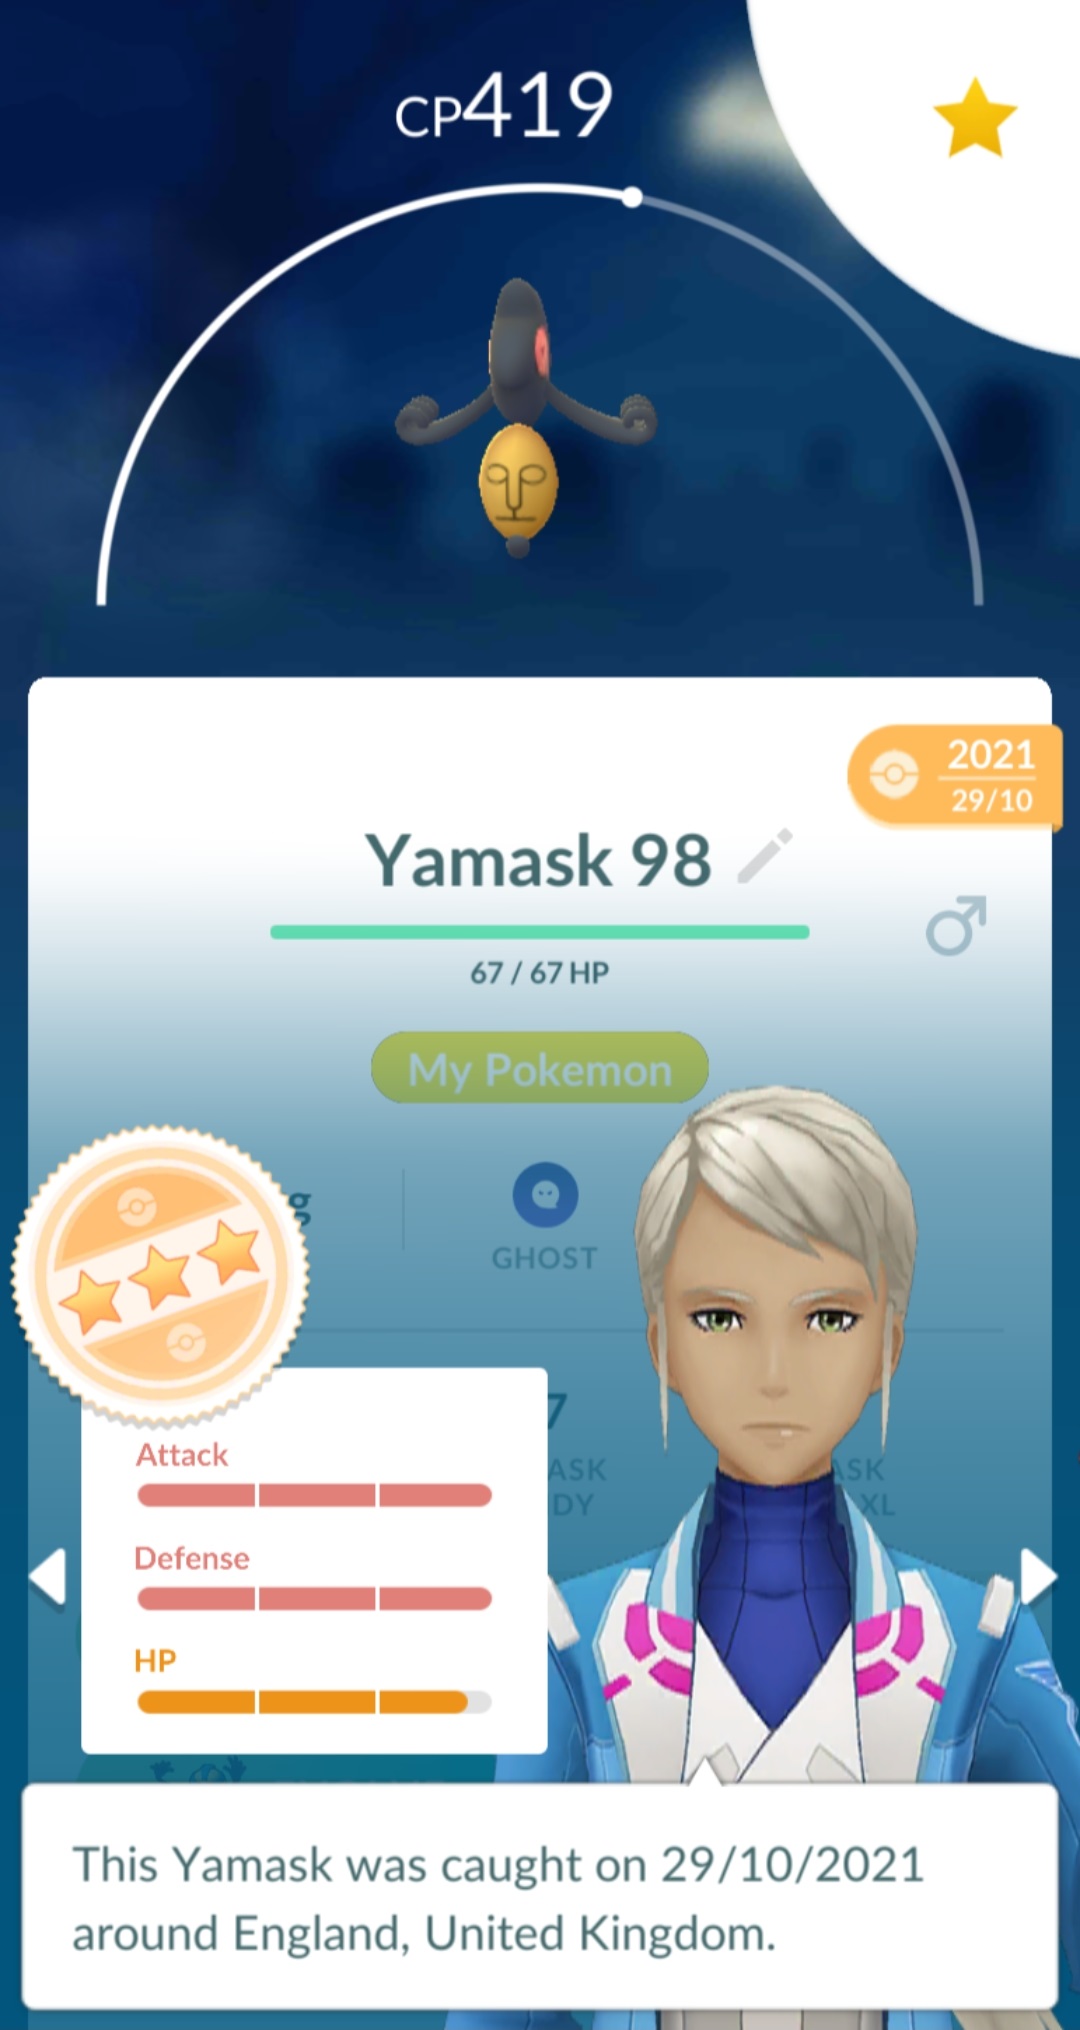 CP419
2021
29/10
Yamask 98
67 / 67 HP
My Pokemon
g
GHOST
7
ASK
ASK
DY
XL
Attack
Defense
HP
This Yamask was caught on 29/10/2021
around England, United Kingdom.